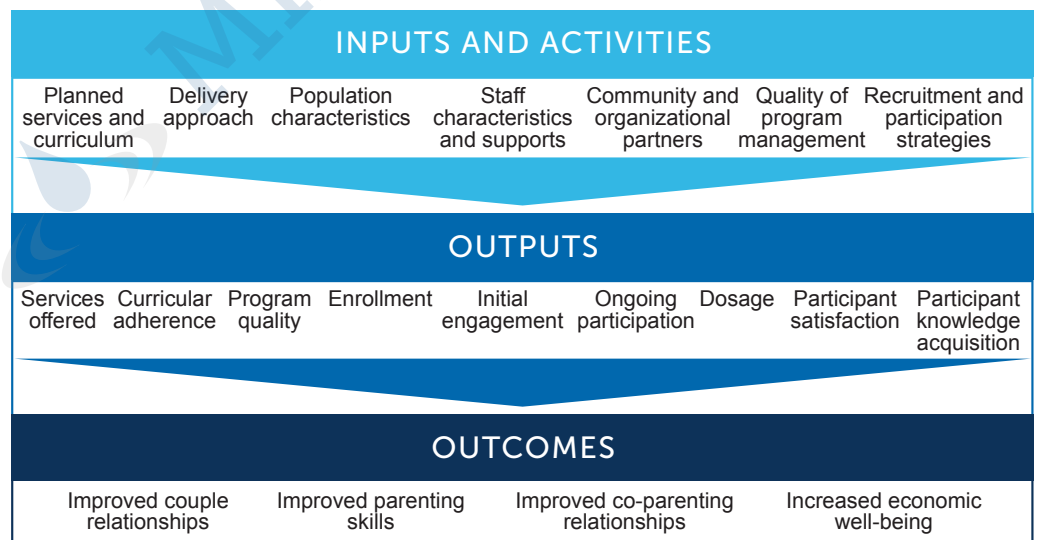 INPUTS AND ACTIVITIES
Planned
services and
curriculum
Delivery
approach
Population
characteristics
Staff
characteristics
and supports
Community and
organizational
partners
Quality of
program
management
Recruitment and
participation
strategies
OUTPUTS
Services
offered
Curricular
adherence
Program
quality
Enrollment
Initial
engagement
Ongoing
participation
Dosage
Participant
satisfaction
Participant
knowledge
acquisition
OUTCOMES
Improved couple
relationships
Improved parenting
skills
Improved co-parenting
relationships
Increased economic
well-being